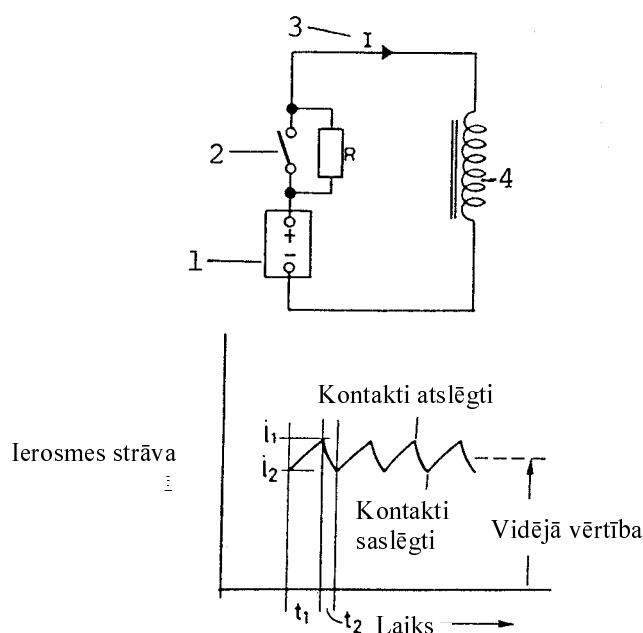 3
I
2
R
4
+
−
1
Kontakti atslēgti
i₁
Ierosmes strāva
i₂
Kontakti
saslēgti
Vidējā vērtība
t₁
t₂
Laiks